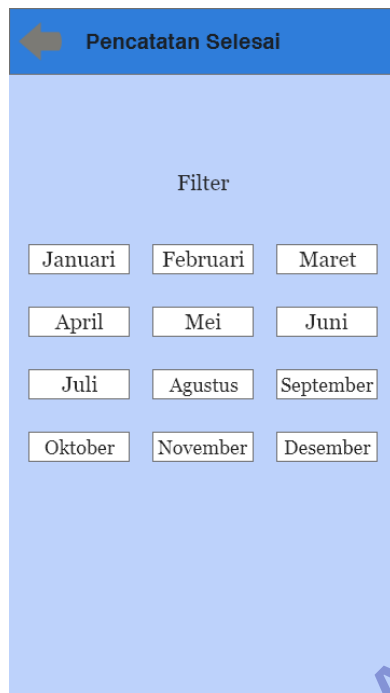 Pencatatan Selesai
Filter
Januari Februari Maret
April Mei Juni
Juli Agustus September
Oktober November Desember